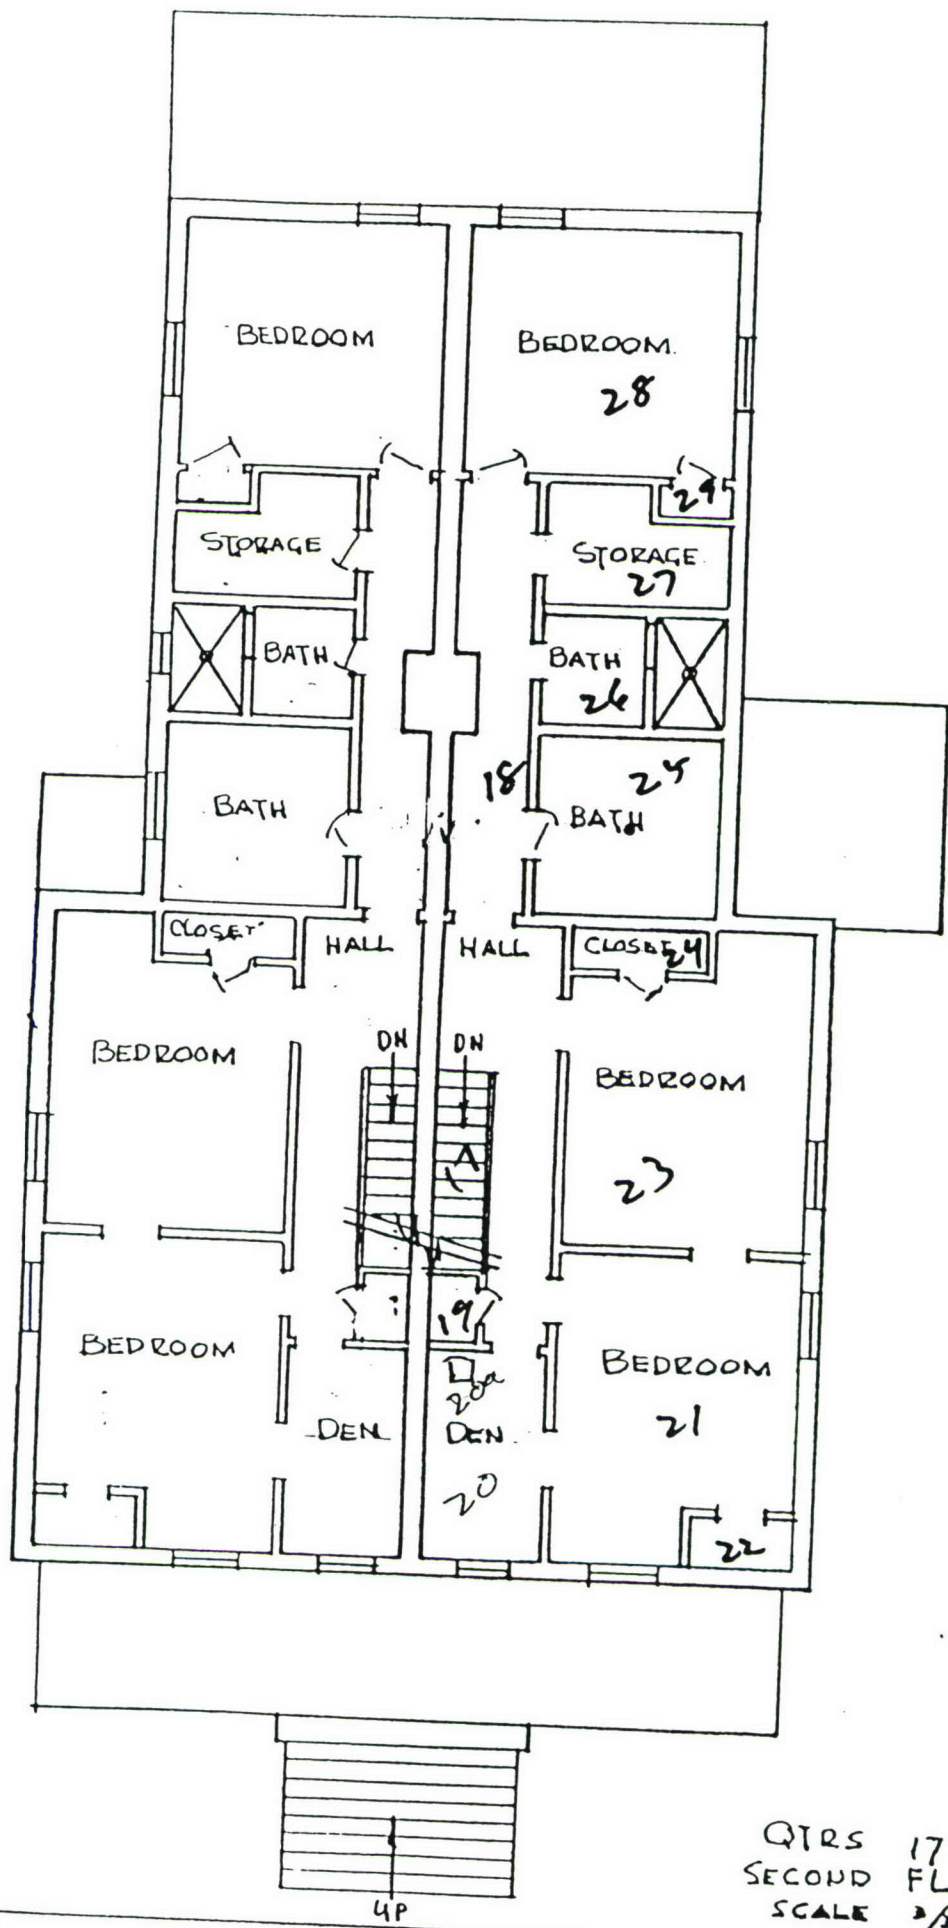 BEDROOM BEDROOM
28
29
STORAGE STORAGE
27
BATH BATH
26
18 25
BATH BATH
CLOSET CLOSET 24
HALL HALL
DN DN
BEDROOM BEDROOM
A
23
19
BEDROOM BEDROOM
20a
DEN DEN
21
20
22
UP
QTRS 17
SECOND FL
SCALE